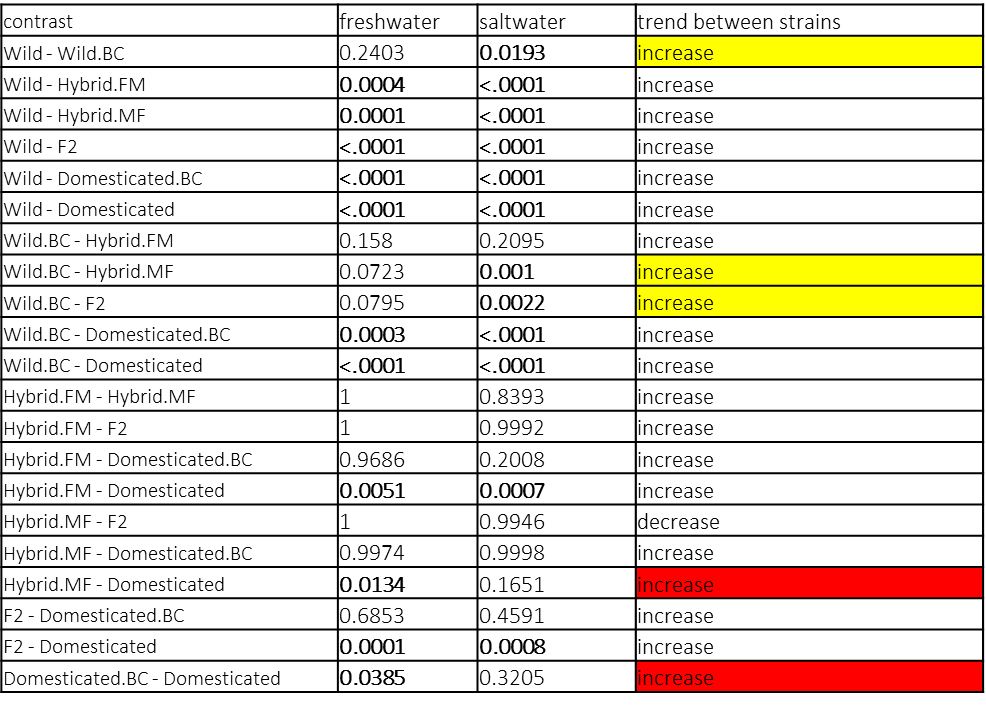 contrast freshwater saltwater trend between strains
Wild - Wild.BC 0.2403 0.0193 increase
Wild - Hybrid.FM 0.0004 <.0001 increase
Wild - Hybrid.MF 0.0001 <.0001 increase
Wild - F2 <.0001 <.0001 increase
Wild - Domesticated.BC <.0001 <.0001 increase
Wild - Domesticated <.0001 <.0001 increase
Wild.BC - Hybrid.FM 0.158 0.2095 increase
Wild.BC - Hybrid.MF 0.0723 0.001 increase
Wild.BC - F2 0.0795 0.0022 increase
Wild.BC - Domesticated.BC 0.0003 <.0001 increase
Wild.BC - Domesticated <.0001 <.0001 increase
Hybrid.FM - Hybrid.MF 1 0.8393 increase
Hybrid.FM - F2 1 0.9992 increase
Hybrid.FM - Domesticated.BC 0.9686 0.2008 increase
Hybrid.FM - Domesticated 0.0051 0.0007 increase
Hybrid.MF - F2 1 0.9946 decrease
Hybrid.MF - Domesticated.BC 0.9974 0.9998 increase
Hybrid.MF - Domesticated 0.0134 0.1651 increase
F2 - Domesticated.BC 0.6853 0.4591 increase
F2 - Domesticated 0.0001 0.0008 increase
Domesticated.BC - Domesticated 0.0385 0.3205 increase